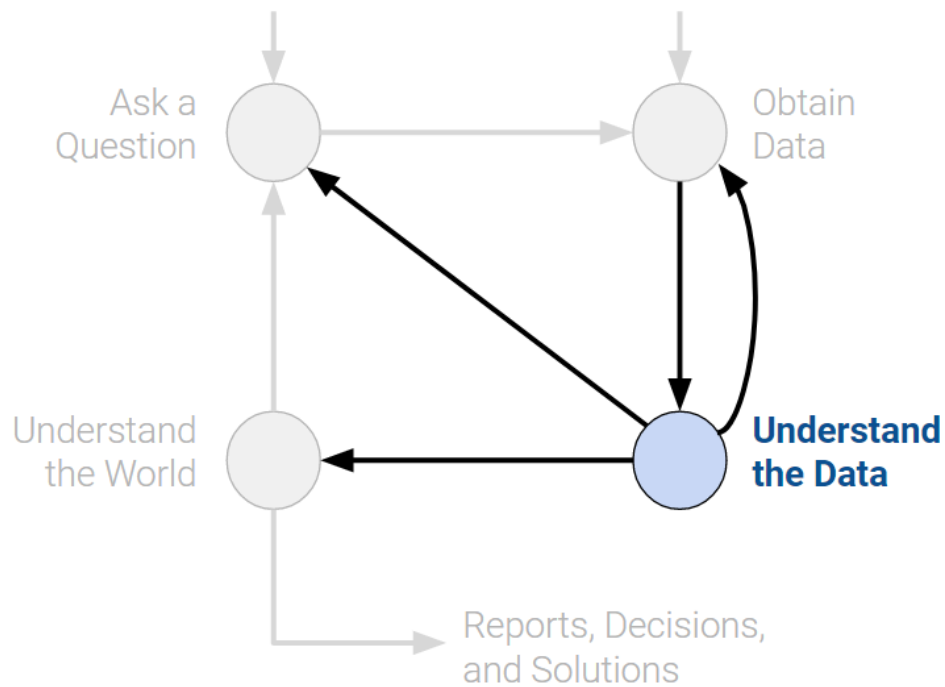 Ask a
Question
Obtain
Data
Understand
the World
Understand
the Data
Reports, Decisions,
and Solutions